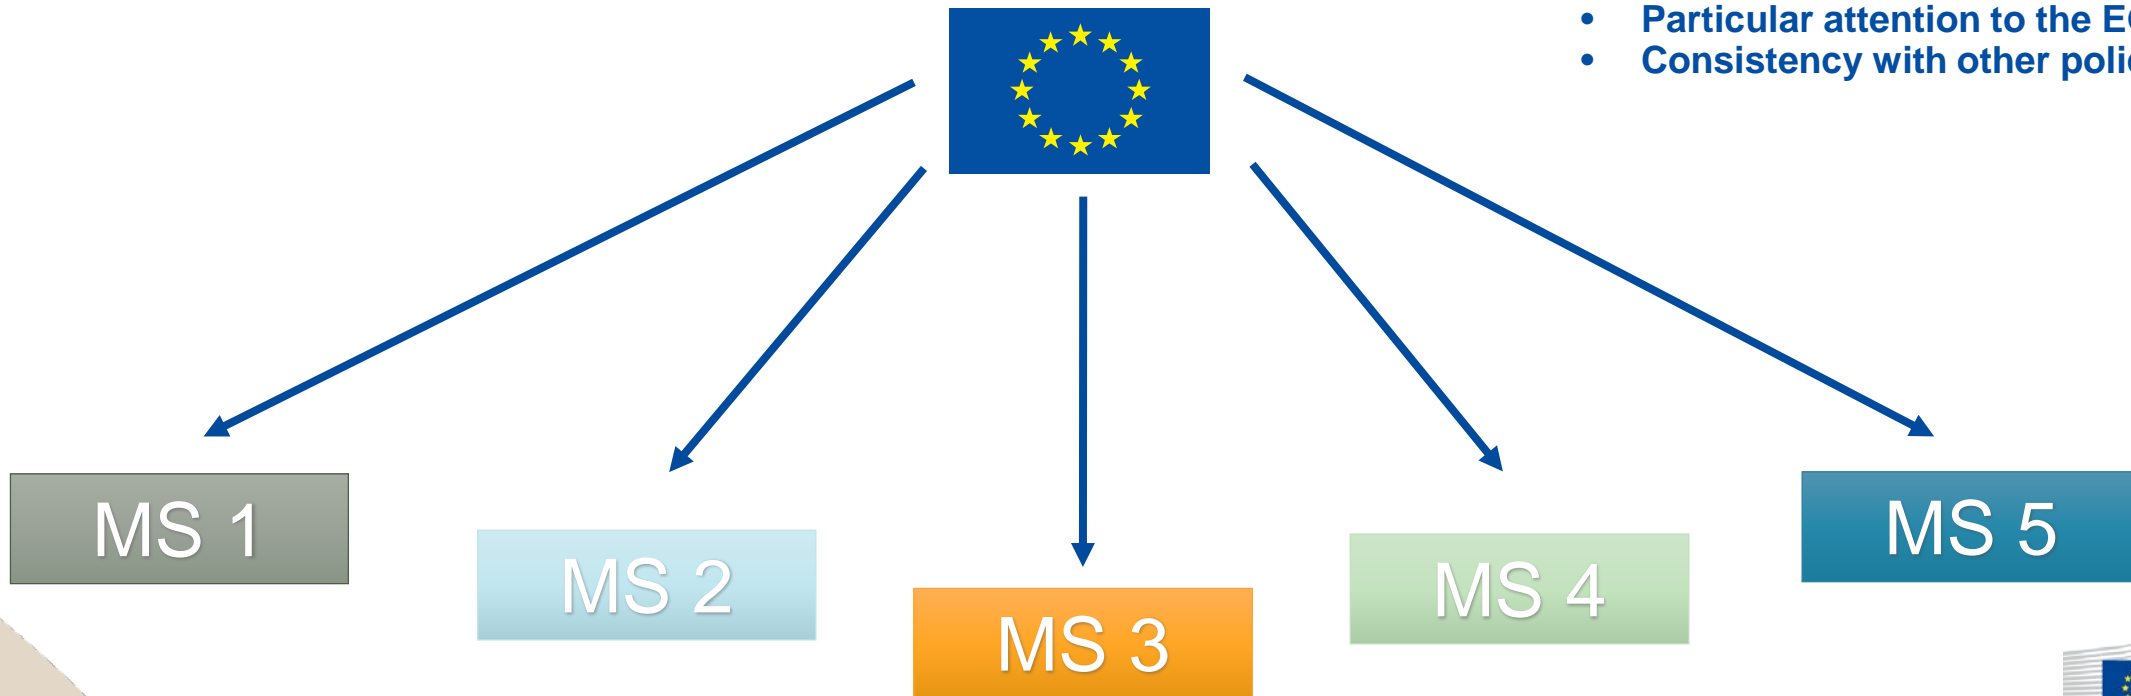 • Particular attention to the
• Consistency with other
MS 1
MS 2
MS 3
MS 4
MS 5